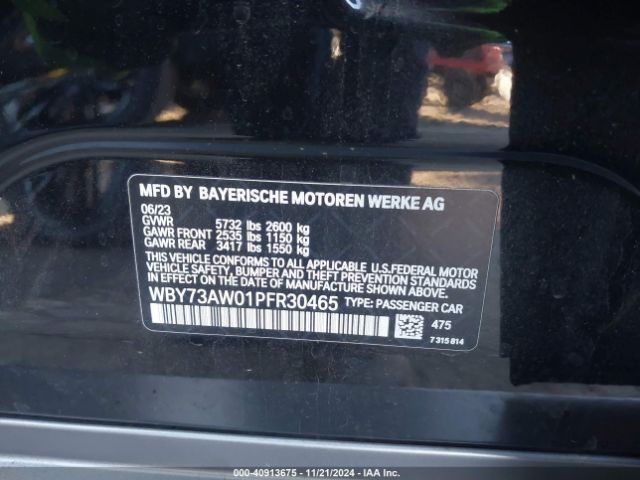 MFD BY BAYERISCHE MOTOREN WERKE AG
06/23
GVWR 5732 lbs 2600 kg
GAWR FRONT 2535 lbs 1150 kg
GAWR REAR 3417 lbs 1550 kg
THIS VEHICLE CONFORMS TO ALL APPLICABLE U.S.FEDERAL MOTOR
VEHICLE SAFETY, BUMPER, AND THEFT PREVENTION STANDARDS
IN EFFECT ON THE DATE OF MANUFACTURE SHOWN ABOVE.
WBY73AW01PFR30465 TYPE: PASSENGER CAR
475
7 315 814
000-40913675 - 11/21/2024 - IAA Inc.